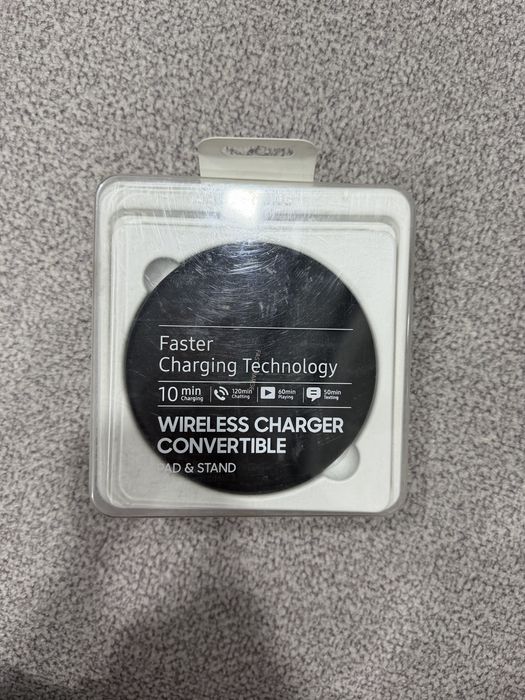 Faster
Charging Technology
10 min Charging 120min Chatting 60min Playing 50min Texting
WIRELESS CHARGER
CONVERTIBLE
PAD & STAND